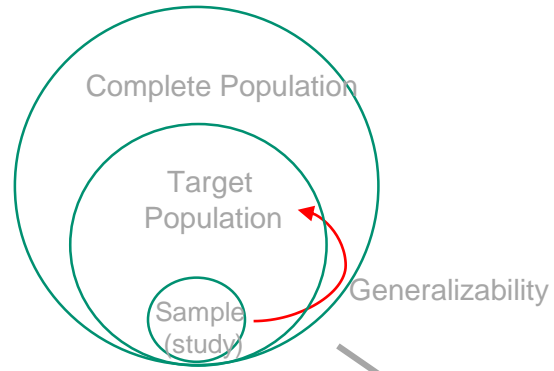 Complete Population
Target
Population
Generalizability
Sample
(study)